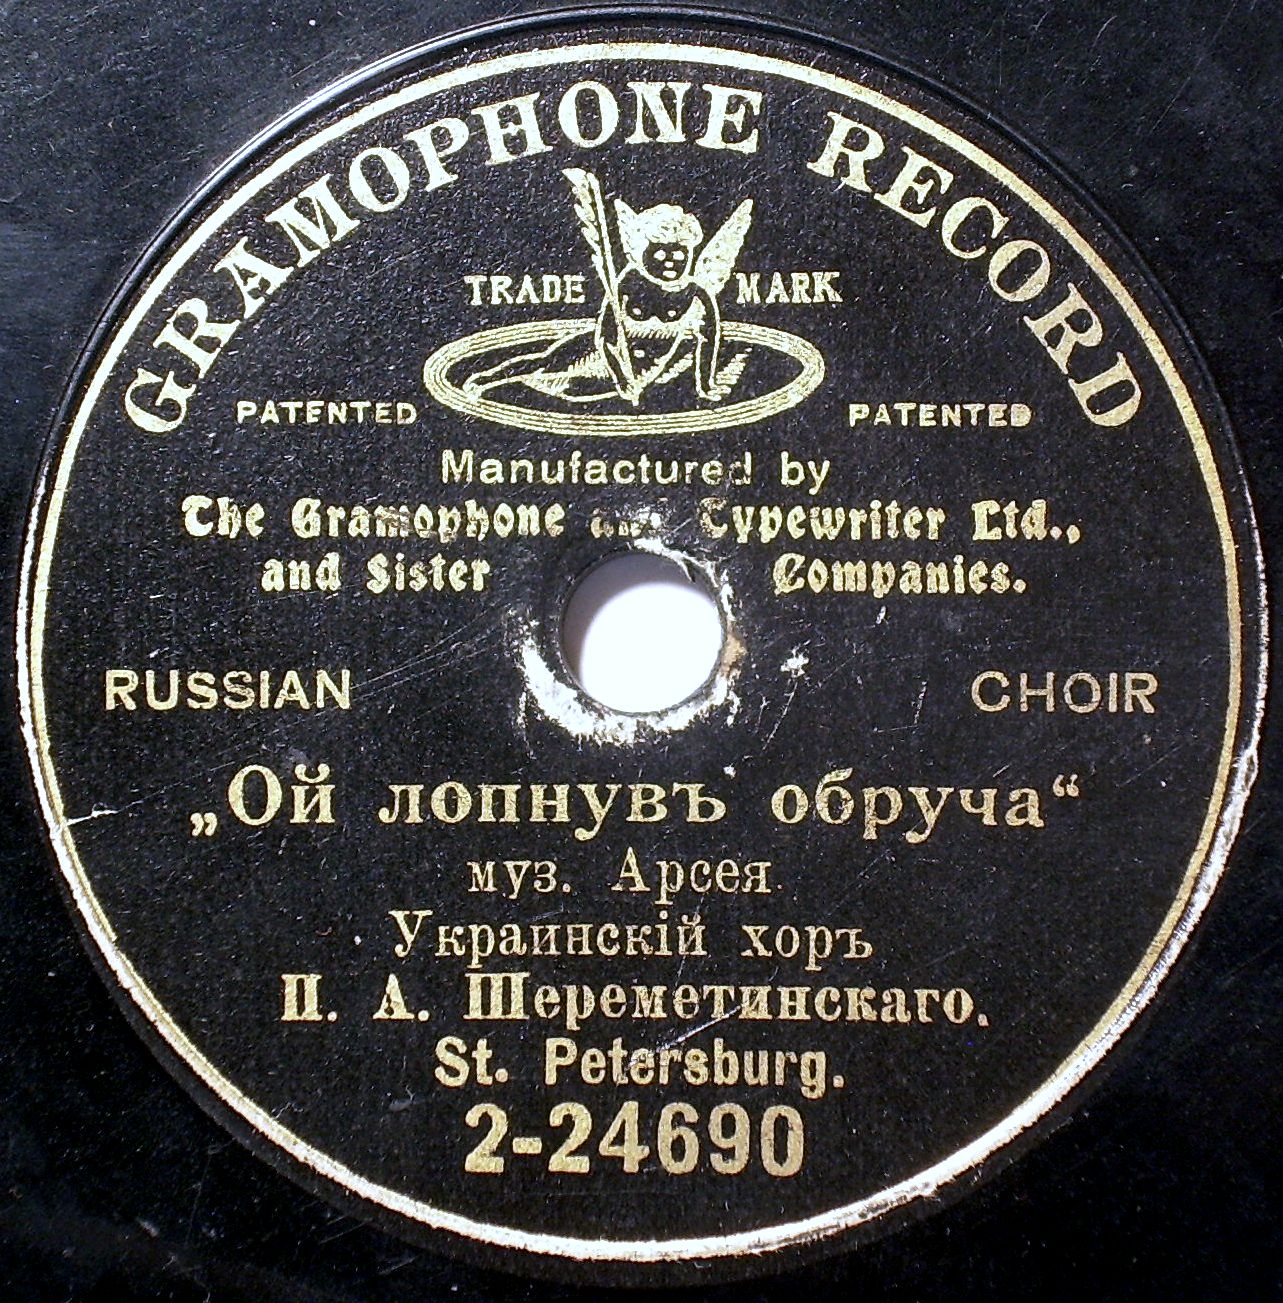 GRAMOPHONE RECORD
TRADE MARK
PATENTED PATENTED
Manufactured by
The Gramophone and Typewriter Ltd.,
and Sister Companies.
RUSSIAN CHOIR
„Ой лопнувъ обруча“
муз. Арсея
Украинскій хоръ
П. А. Шереметинскаго.
St. Petersburg.
2-24690